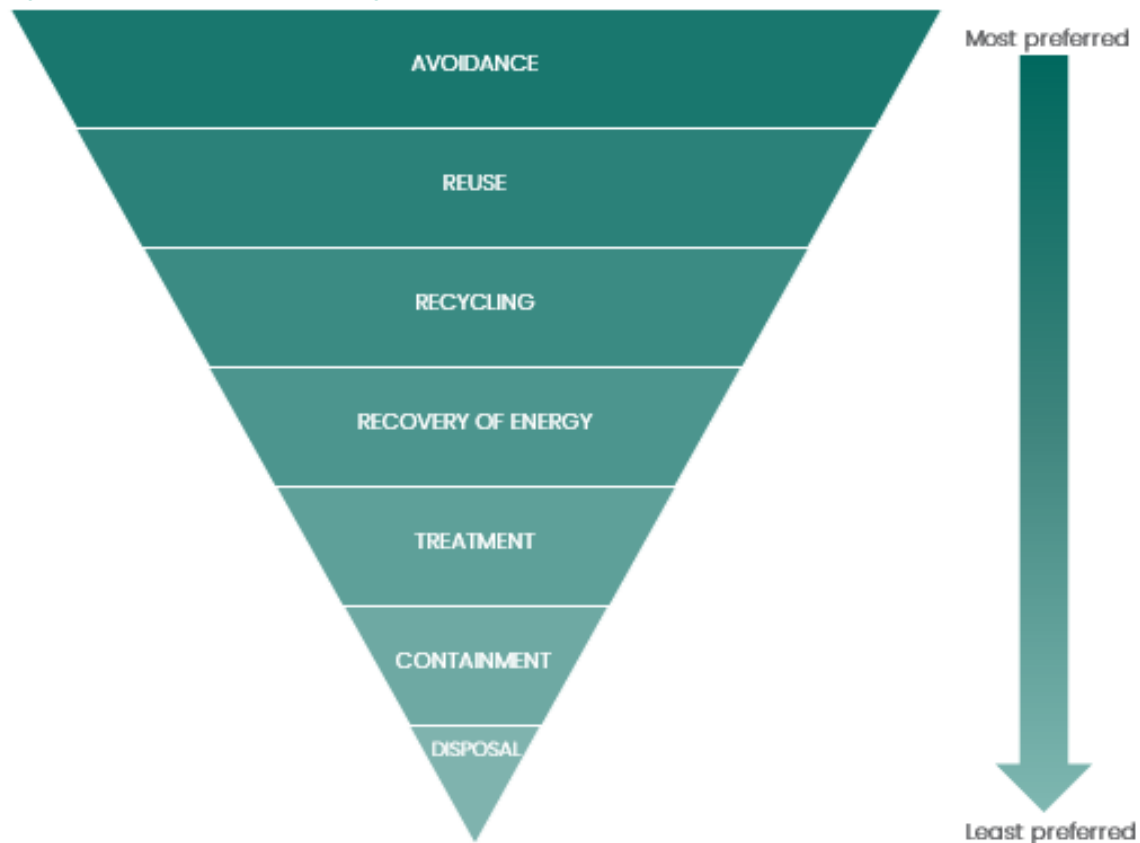 Most preferred
AVOIDANCE
REUSE
RECYCLING
RECOVERY OF ENERGY
TREATMENT
CONTAINMENT
DISPOSAL
Least preferred